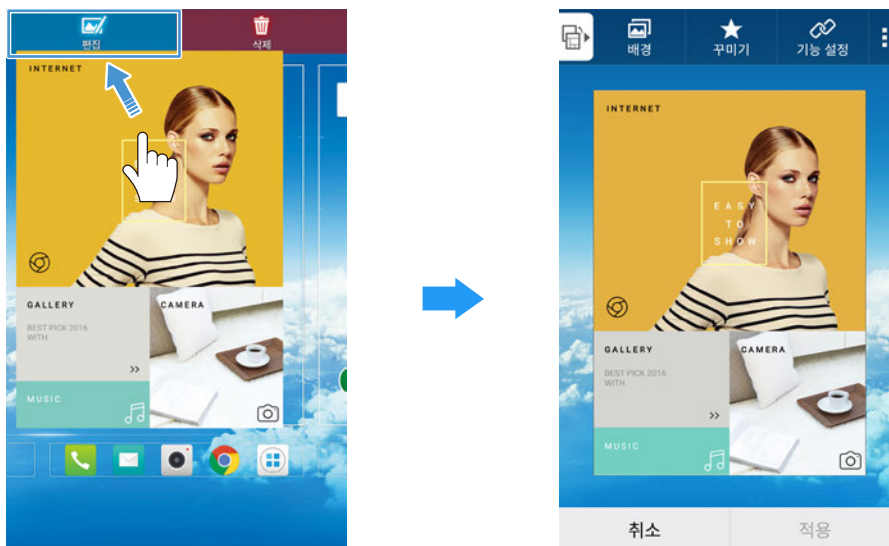 편집
삭제
INTERNET
GALLERY
CAMERA
BEST PICK 2016
WITH
>>
MUSIC
배경
꾸미기
기능 설정
INTERNET
EASY
TO
SHOW
GALLERY
CAMERA
BEST PICK 2016
WITH
>>
MUSIC
취소
적용